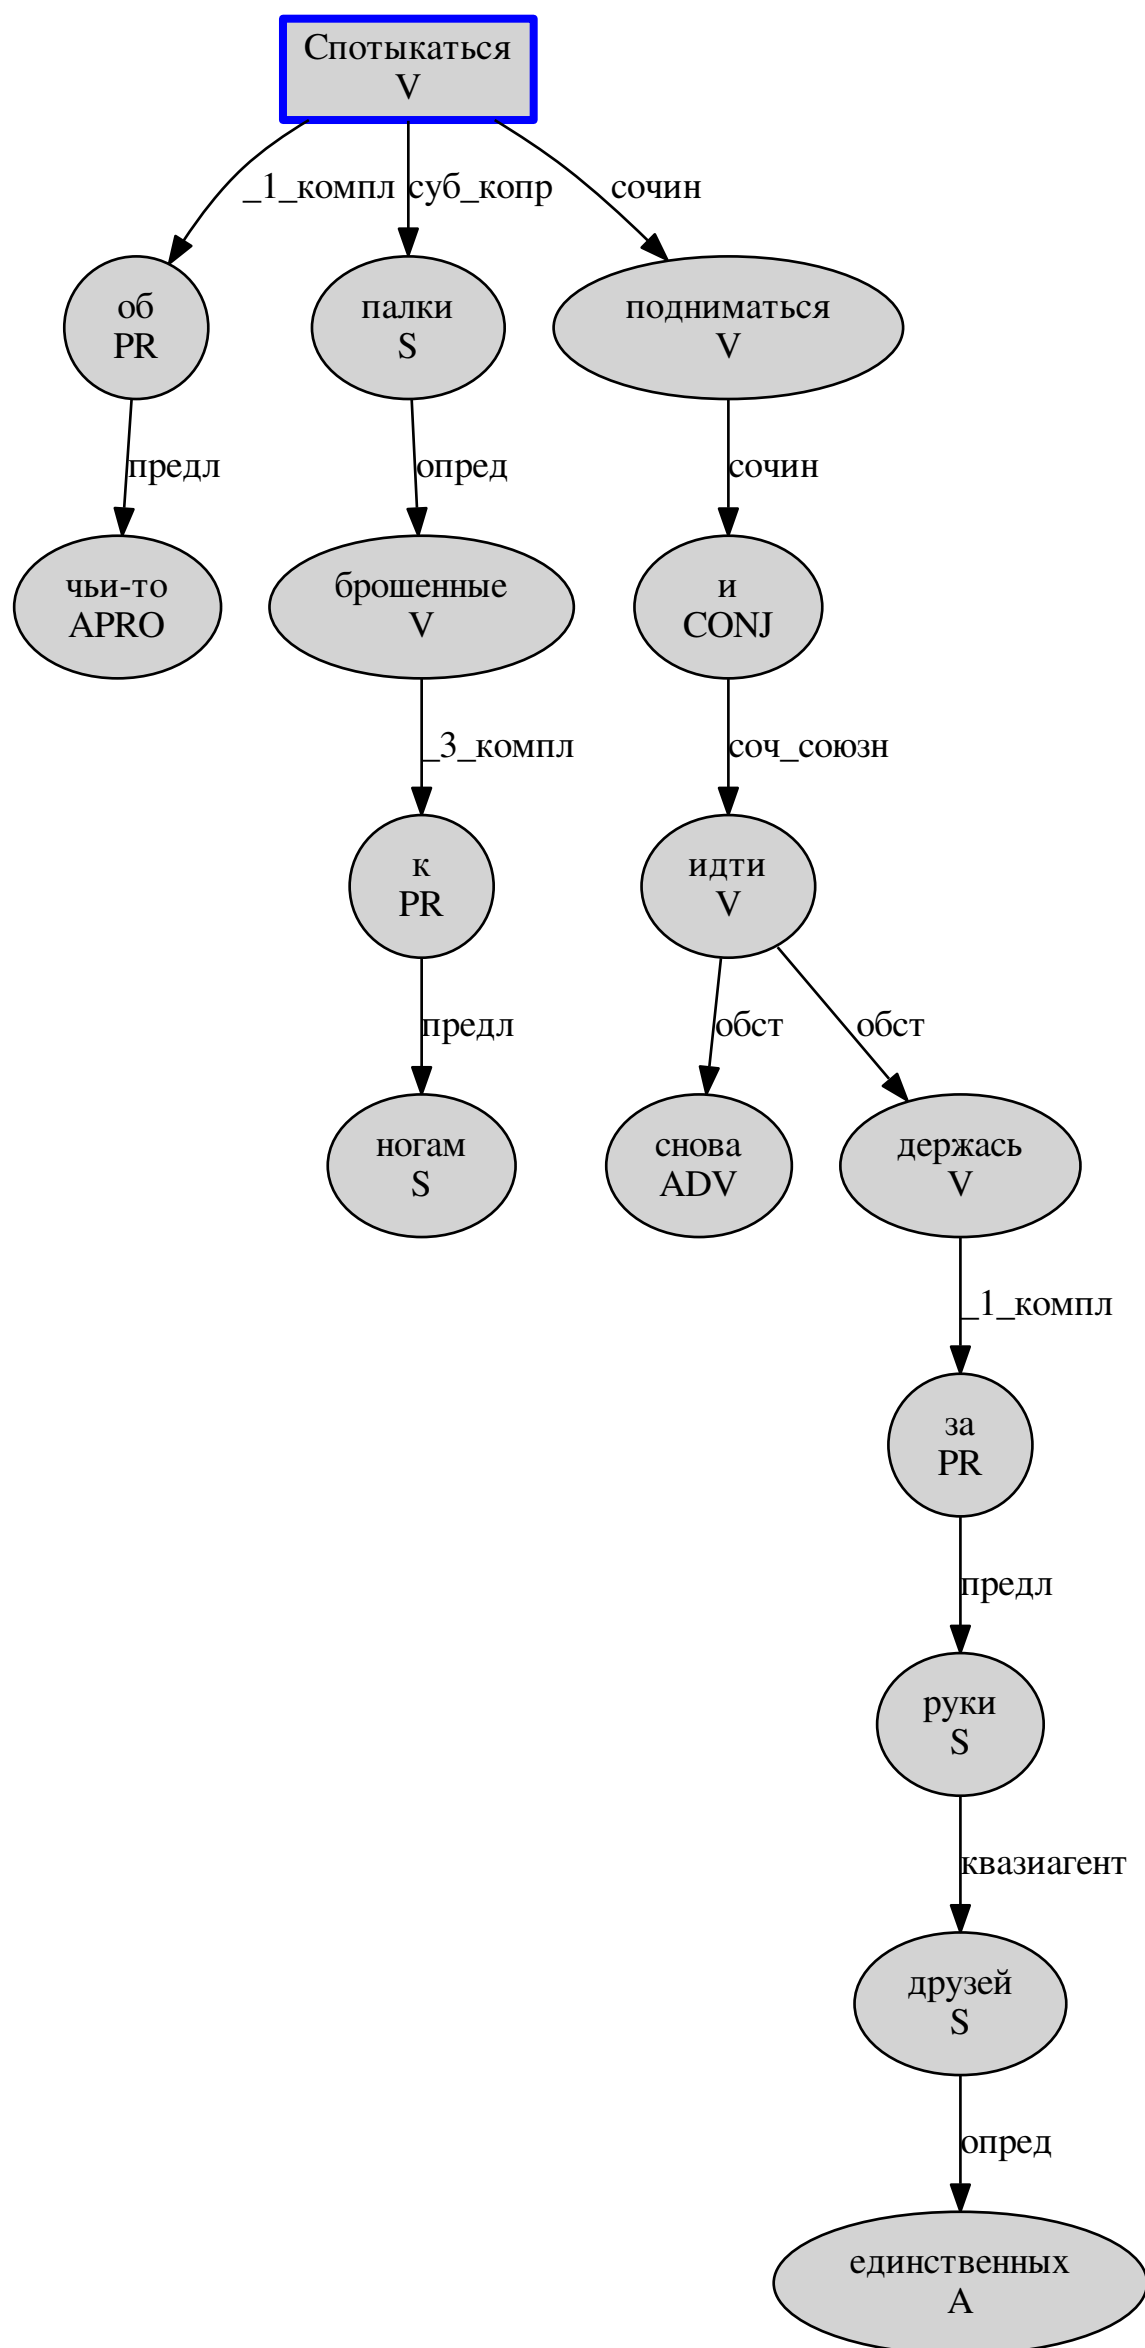 Спотыкаться
V
_1_компл
суб_копр
сочин
об
PR
палки
S
подниматься
V
предл
опред
сочин
чьи-то
APRO
брошенные
V
и
CONJ
_3_компл
соч_союзн
к
PR
идти
V
предл
обст
обст
ногам
S
снова
ADV
держась
V
_1_компл
за
PR
предл
руки
S
квазиагент
друзей
S
опред
единственных
A